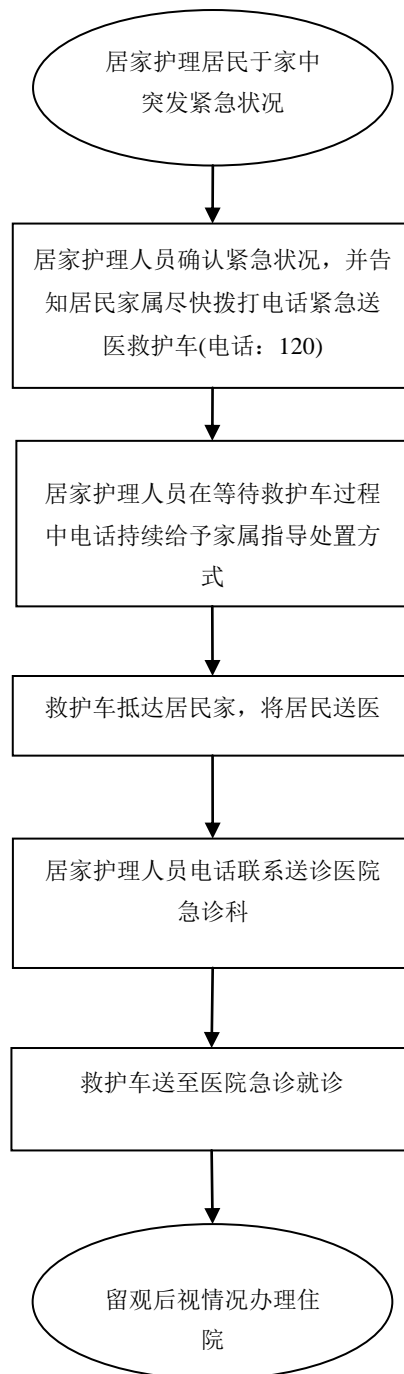 居家护理居民于家中
突发紧急状况
居家护理人员确认紧急状况，并告
知居民家属尽快拨打电话紧急送
医救护车(电话：120)
居家护理人员在等待救护车过程
中电话持续给予家属指导处置方
式
救护车抵达居民家，将居民送医
居家护理人员电话联系送诊医院
急诊科
救护车送至医院急诊就诊
留观后视情况办理住
院